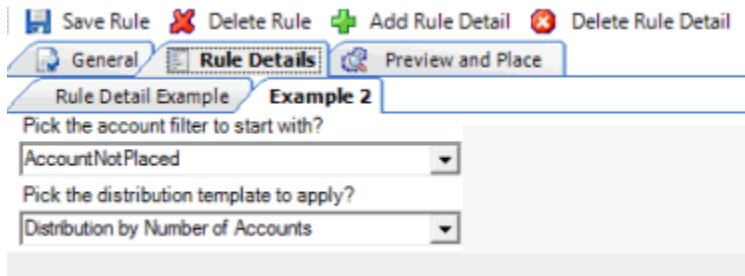 Save Rule Delete Rule Add Rule Detail Delete Rule Detail
General Rule Details Preview and Place
Rule Detail Example Example 2
Pick the account filter to start with?
AccountNotPlaced
Pick the distribution template to apply?
Distribution by Number of Accounts